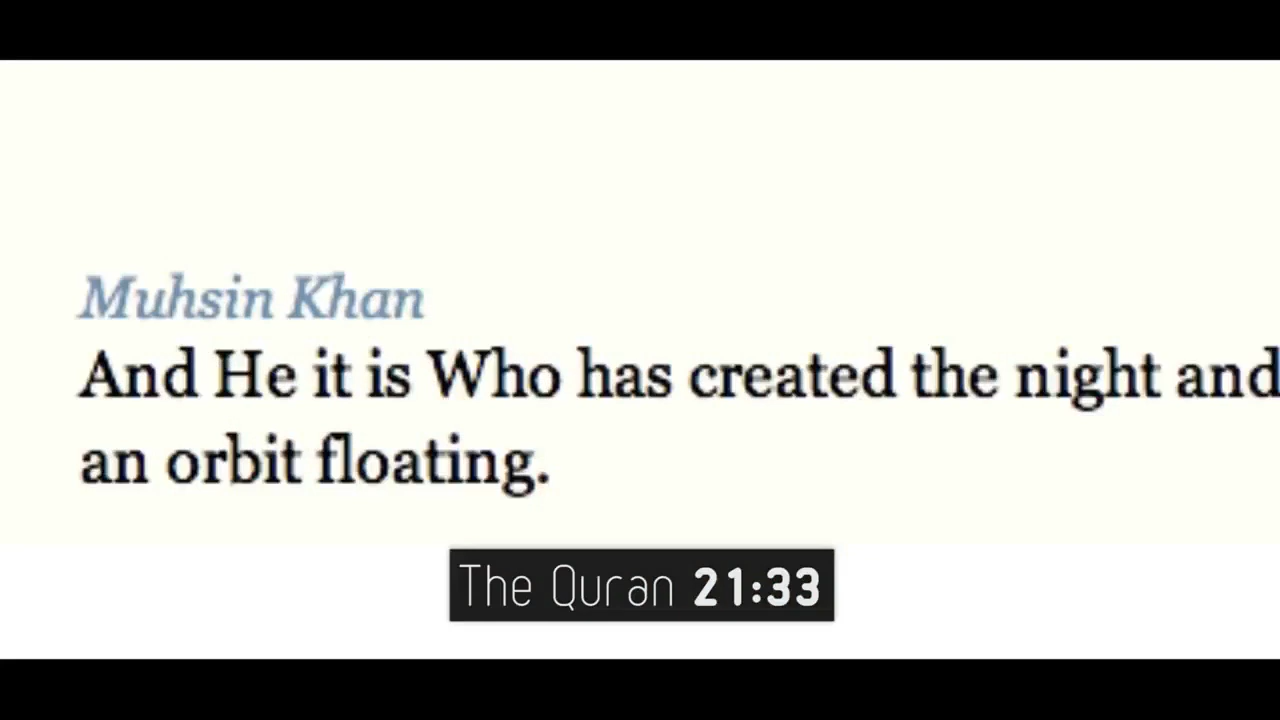 Muhsin Khan
And He it is Who has created the night and
an orbit floating.
The Quran 21:33